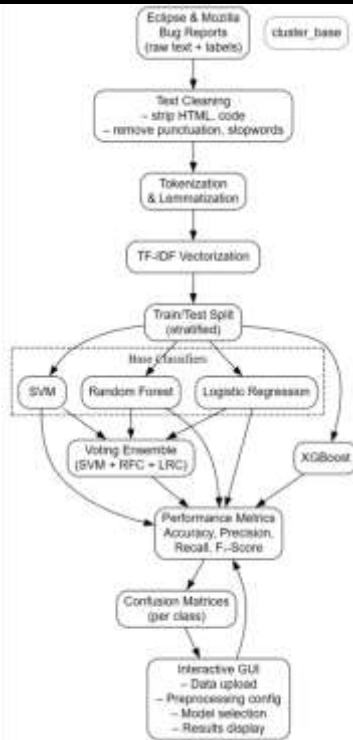 Eclipse & Mozilla
Bug Reports
(raw text + labels)
cluster_base
Text Cleaning
– strip HTML, code
– remove punctuation, stopwords
Tokenization
& Lemmatization
TF-IDF Vectorization
Train/Test Split
(stratified)
Base Classifiers
SVM
Random Forest
Logistic Regression
Voting Ensemble
(SVM + RFC + LRC)
XGBoost
Performance Metrics
Accuracy, Precision,
Recall, F₁-Score
Confusion Matrices
(per class)
Interactive GUI
– Data upload
– Preprocessing config
– Model selection
– Results display